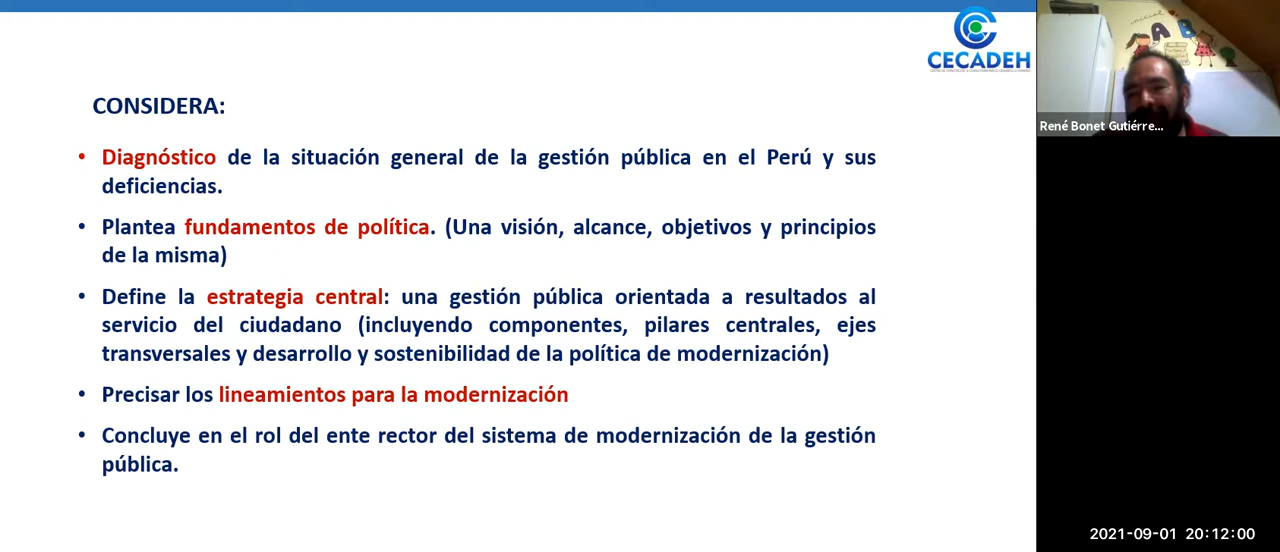 CECADEH
CONSIDERA:
• Diagnóstico de la situación general de la gestión pública en el Perú y sus
deficiencias.
• Plantea fundamentos de política. (Una visión, alcance, objetivos y principios
de la misma)
• Define la estrategia central: una gestión pública orientada a resultados al
servicio del ciudadano (incluyendo componentes, pilares centrales, ejes
transversales y desarrollo y sostenibilidad de la política de modernización)
• Precisar los lineamientos para la modernización
• Concluye en el rol del ente rector del sistema de modernización de la gestión
pública.
René Bonet Gutiérre...
2021-09-01 20:12:00